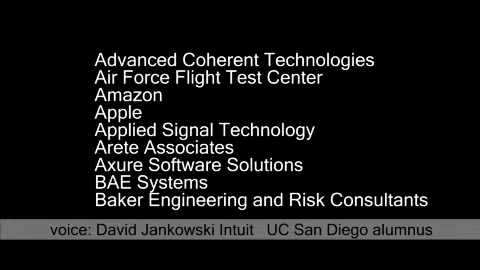 Advanced Coherent Technologies
Air Force Flight Test Center
Amazon
Apple
Applied Signal Technology
Arete Associates
Axure Software Solutions
BAE Systems
Baker Engineering and Risk Consultants
voice: David Jankowski Intuit UC San Diego alumnus